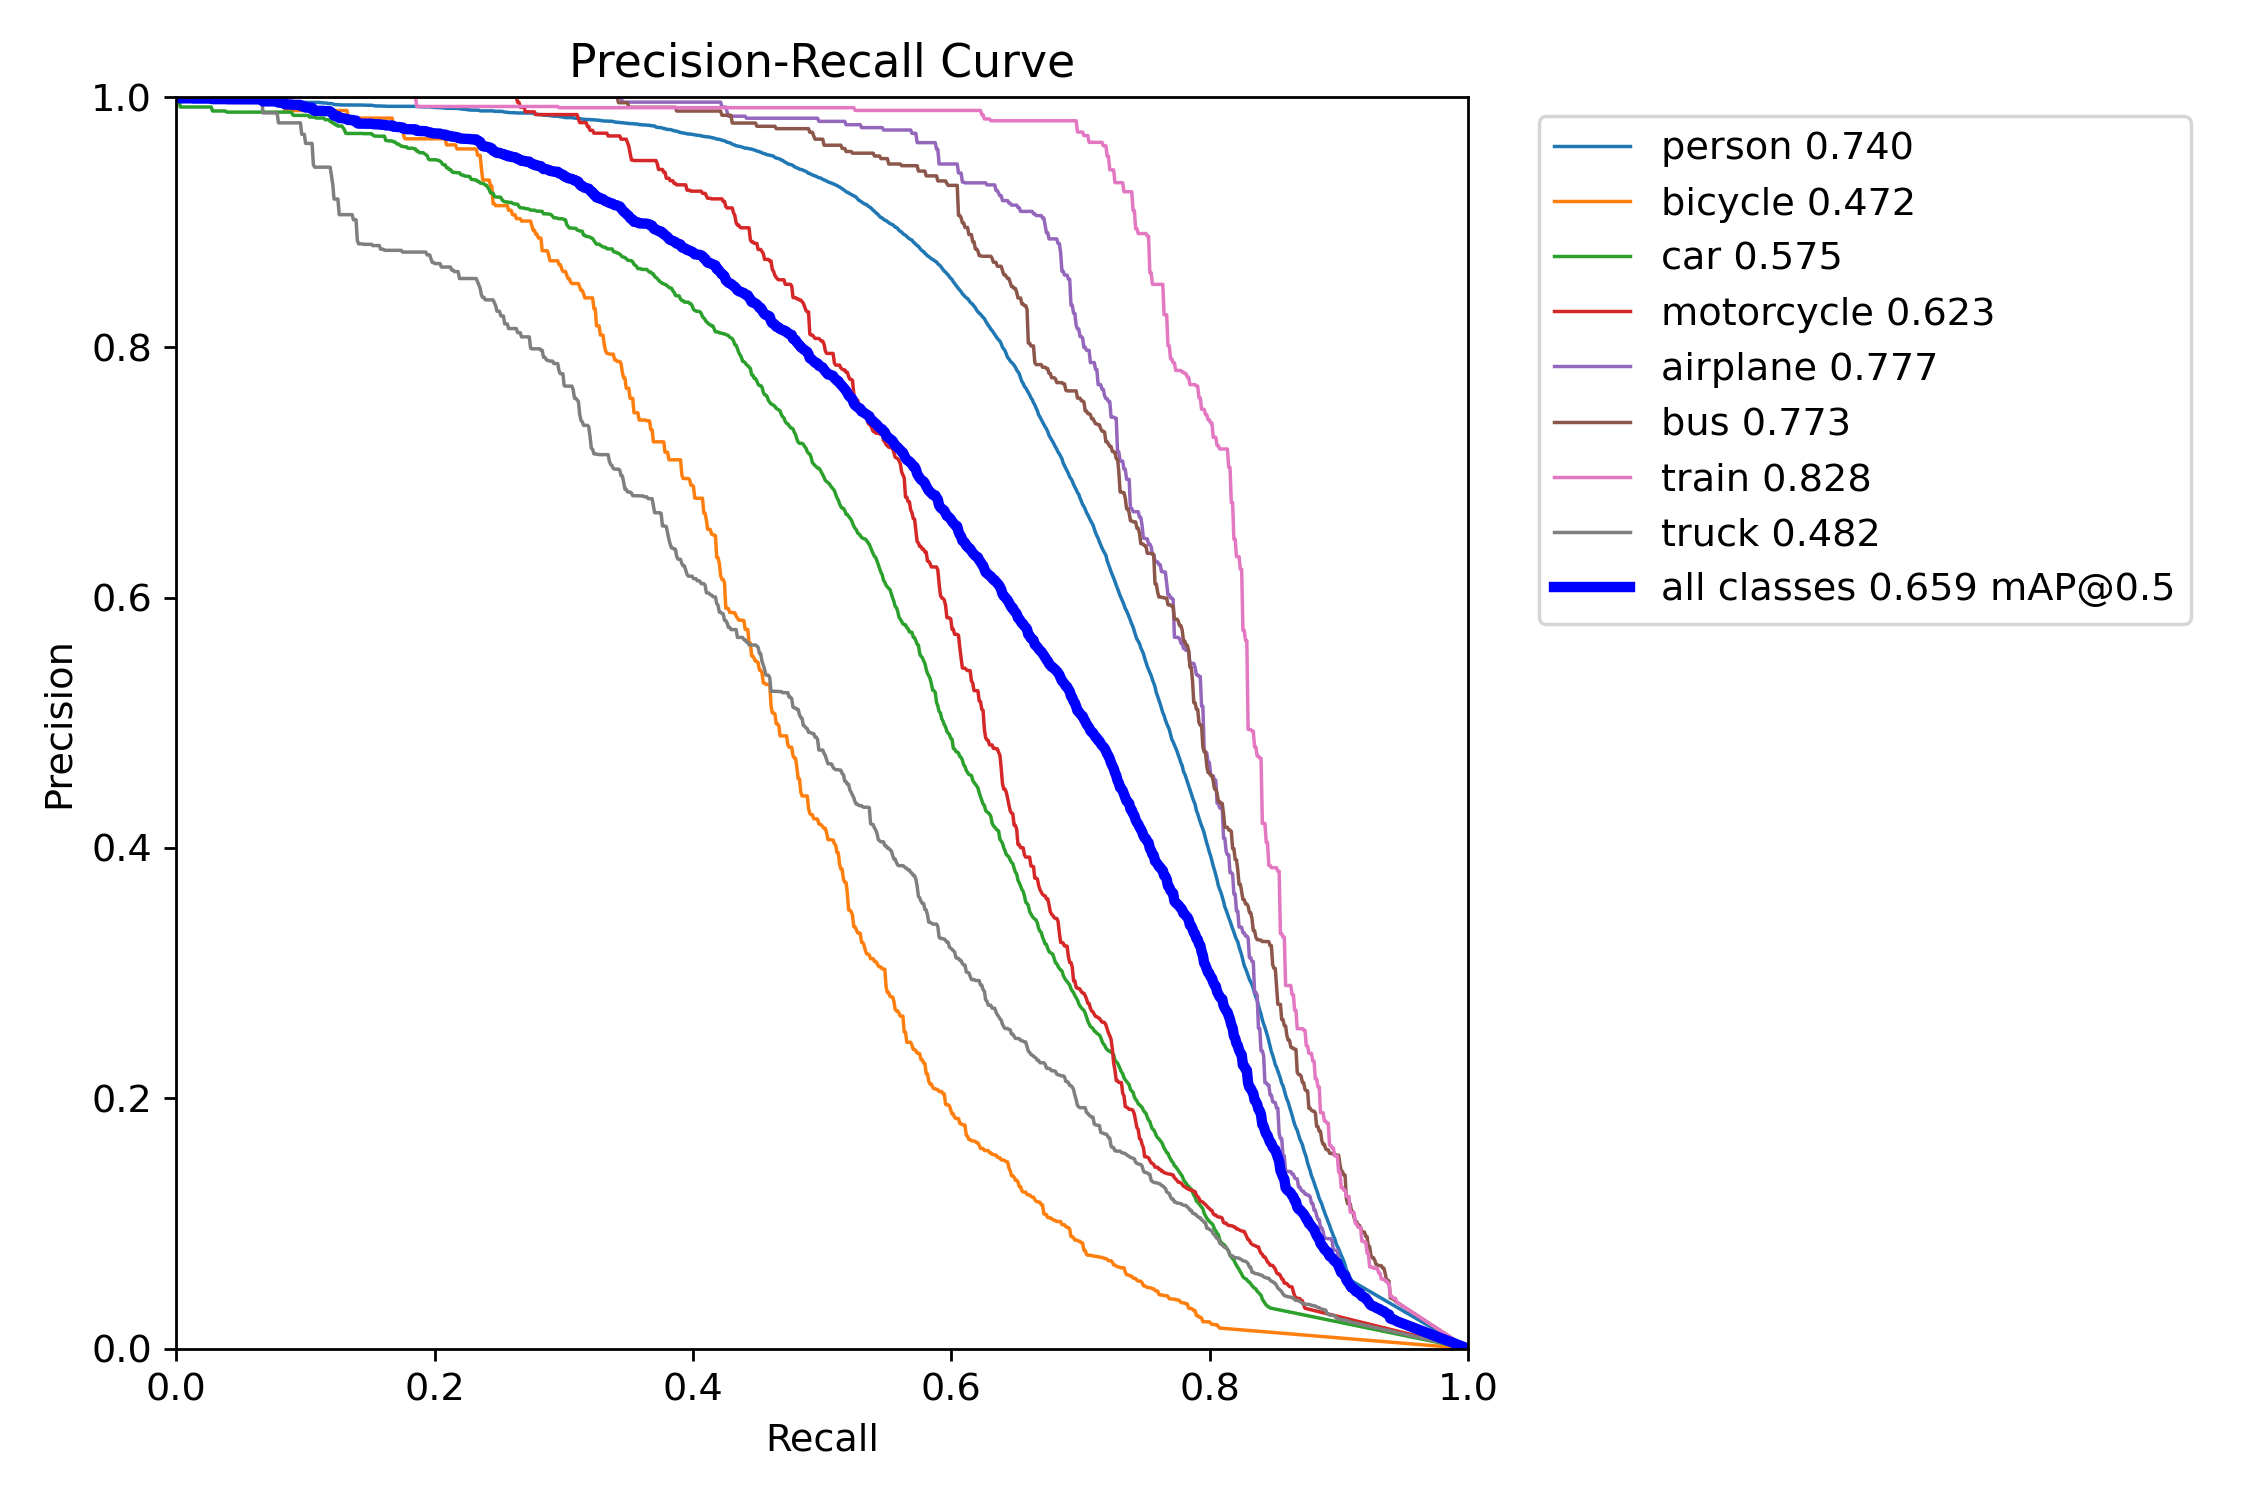 Precision-Recall Curve
1.0
0.8
0.6
0.4
0.2
0.0
Precision
0.0 0.2 0.4 0.6 0.8 1.0
Recall
person 0.740
bicycle 0.472
car 0.575
motorcycle 0.623
airplane 0.777
bus 0.773
train 0.828
truck 0.482
all classes 0.659 mAP@0.5